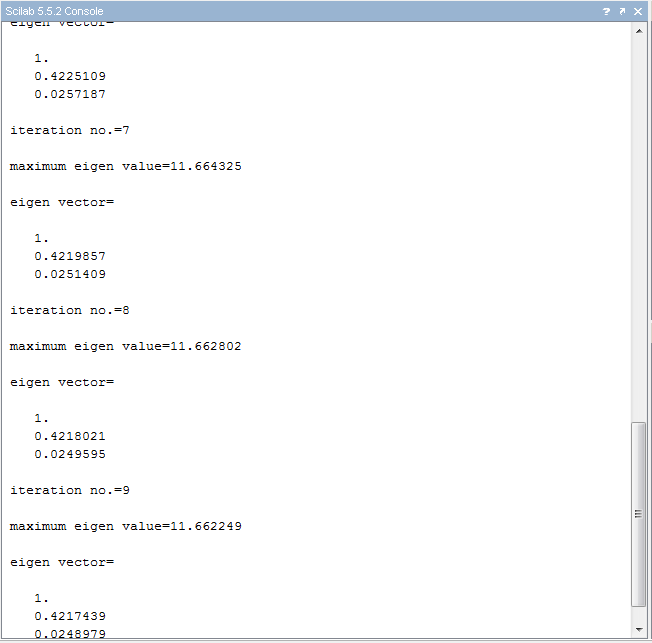 Scilab 5.5.2 Console
eigen vector=
1.
0.4225109
0.0257187
iteration no.=7
maximum eigen value=11.664325
eigen vector=
1.
0.4219857
0.0251409
iteration no.=8
maximum eigen value=11.662802
eigen vector=
1.
0.4218021
0.0249595
iteration no.=9
maximum eigen value=11.662249
eigen vector=
1.
0.4217439
0.0248979